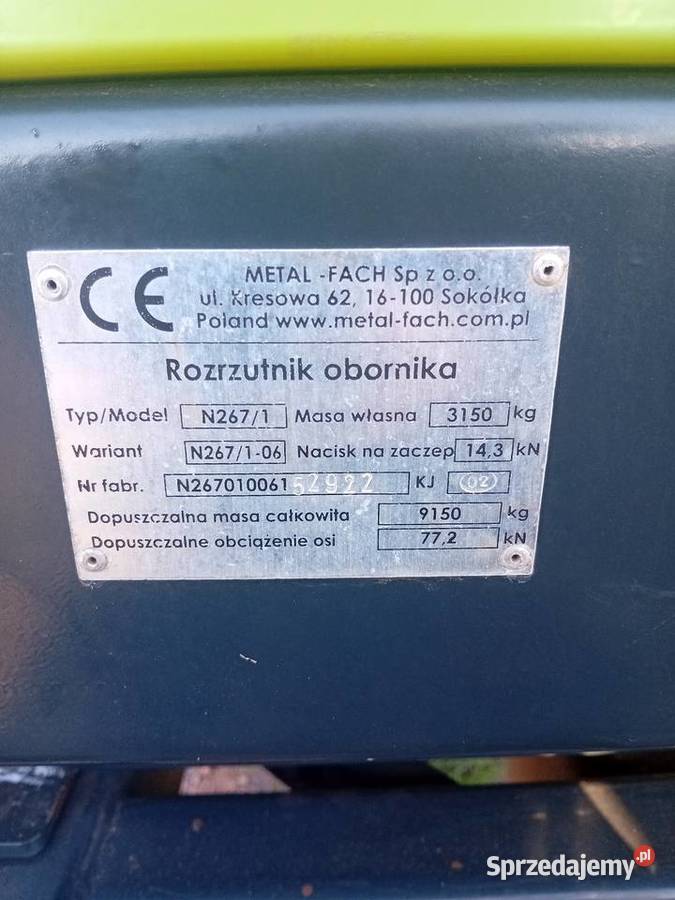 CE
METAL -FACH Sp z o.o.
ul. Kresowa 62, 16-100 Sokółka
Poland www.metal-fach.com.pl
Rozrzutnik obornika
Typ/Model N267/1 Masa własna 3150 kg
Wariant N267/1-06 Nacisk na zaczep 14,3 kN
Nr fabr. N26701006152922 KJ 02
Dopuszczalna masa całkowita 9150 kg
Dopuszczalne obciążenie osi 77,2 kN
Sprzedajemy.pl